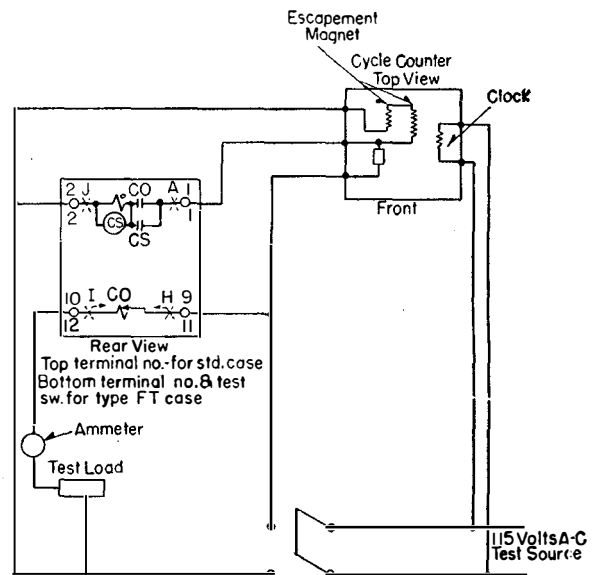 Escapement
Magnet
Cycle Counter
Top View
Clock
Front
2 J CO A 1
2 CS 1
CS
10 I CO H 9
12 11
Rear View
Top terminal no.-for std. case
Bottom terminal no. & test
sw. for type FT case
Ammeter
Test Load
115 Volts A-C
Test Source